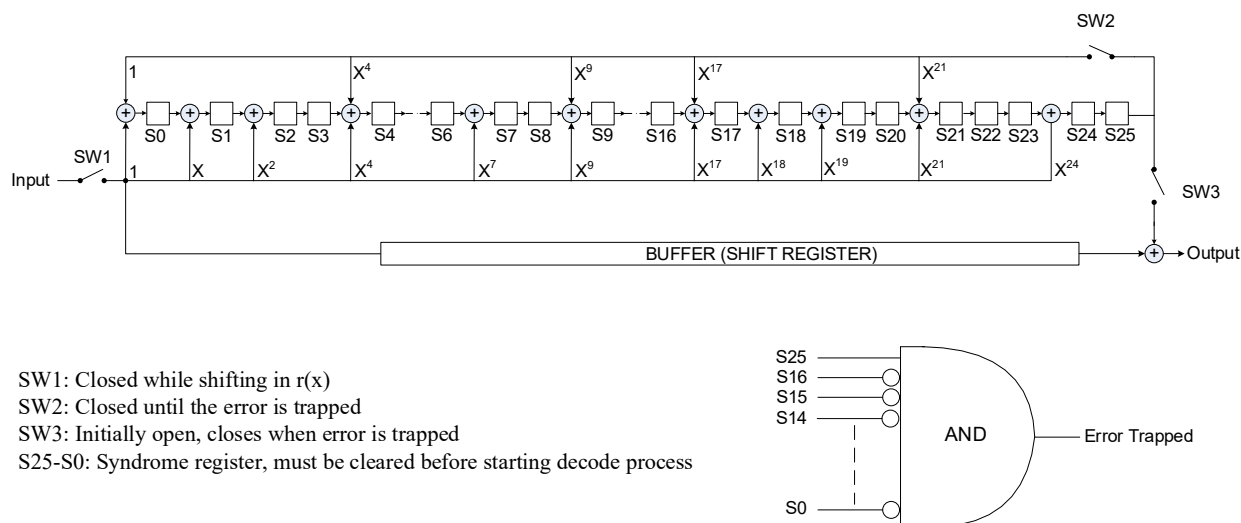 SW2
1 X⁴ X⁹ X¹⁷ X²¹
S0 S1 S2 S3 S4 S6 S7 S8 S9 S16 S17 S18 S19 S20 S21 S22 S23 S24 S25
SW1
Input 1 X X² X⁴ X⁷ X⁹ X¹⁷ X¹⁸ X¹⁹ X²¹ X²⁴
SW3
BUFFER (SHIFT REGISTER) Output
SW1: Closed while shifting in r(x)
SW2: Closed until the error is trapped
SW3: Initially open, closes when error is trapped
S25-S0: Syndrome register, must be cleared before starting decode process
S25
S16
S15
S14
AND Error Trapped
S0